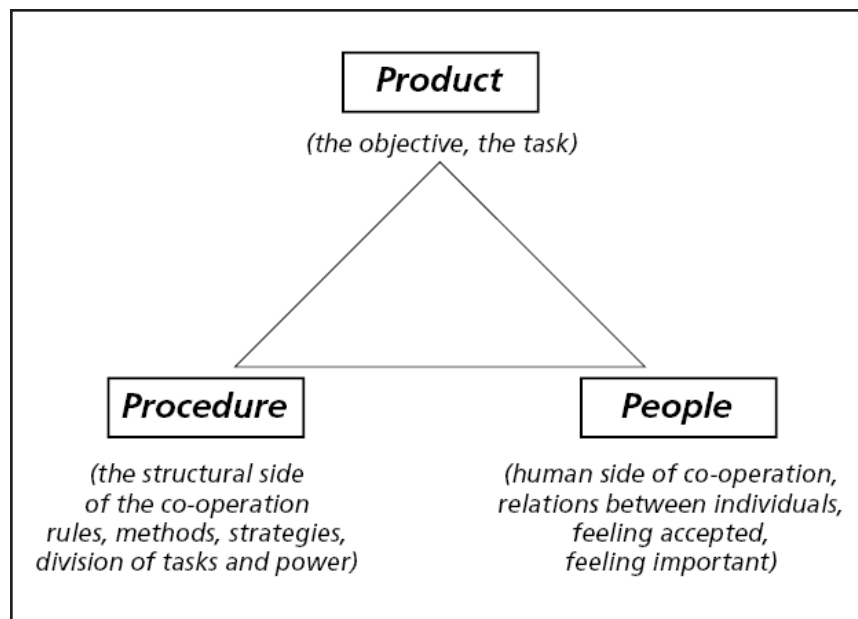 Product
(the objective, the task)
Procedure
(the structural side
of the co-operation
rules, methods, strategies,
division of tasks and power)
People
(human side of co-operation,
relations between individuals,
feeling accepted,
feeling important)